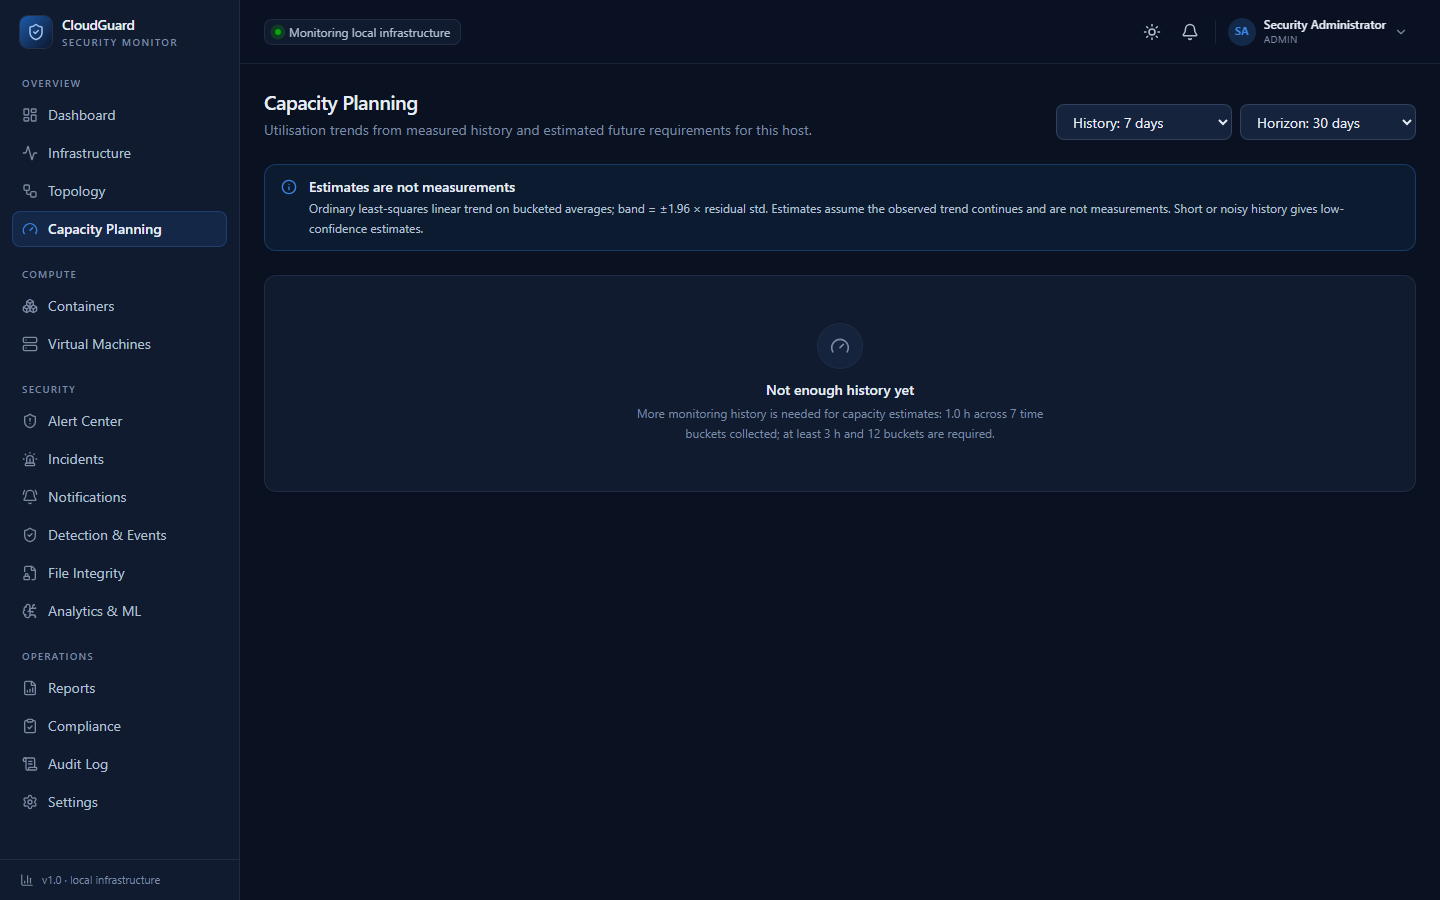 CloudGuard
SECURITY MONITOR
OVERVIEW
Dashboard
Infrastructure
Topology
Capacity Planning
COMPUTE
Containers
Virtual Machines
SECURITY
Alert Center
Incidents
Notifications
Detection & Events
File Integrity
Analytics & ML
OPERATIONS
Reports
Compliance
Audit Log
Settings
v1.0 · local infrastructure
Monitoring local infrastructure
SA
Security Administrator
ADMIN
Capacity Planning
Utilisation trends from measured history and estimated future requirements for this host.
History: 7 days
Horizon: 30 days
Estimates are not measurements
Ordinary least-squares linear trend on bucketed averages; band = ±1.96 × residual std. Estimates assume the observed trend continues and are not measurements. Short or noisy history gives low-
confidence estimates.
Not enough history yet
More monitoring history is needed for capacity estimates: 1.0 h across 7 time
buckets collected; at least 3 h and 12 buckets are required.